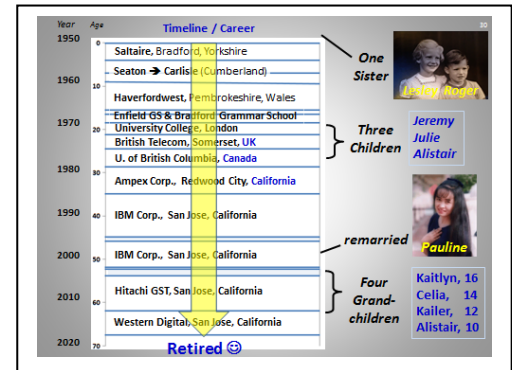 Year Age Timeline / Career 30
1950
0
Saltaire, Bradford, Yorkshire
One Sister
Lesley Roger
Seaton ➔ Carlisle (Cumberland)
1960
10
Haverfordwest, Pembrokeshire, Wales
Enfield GS & Bradford Grammar School
1970
20
University College, London
British Telecom, Somerset, UK
U. of British Columbia, Canada
Three Children
Jeremy
Julie
Alistair
1980
30
Ampex Corp., Redwood City, California
1990
40
IBM Corp., San Jose, California
remarried
Pauline
2000
50
IBM Corp., San Jose, California
2010
60
Hitachi GST, San Jose, California
Four
Grand-
children
Kaitlyn, 16
Celia, 14
Kailer, 12
Alistair, 10
Western Digital, San Jose, California
2020
70
Retired ☺